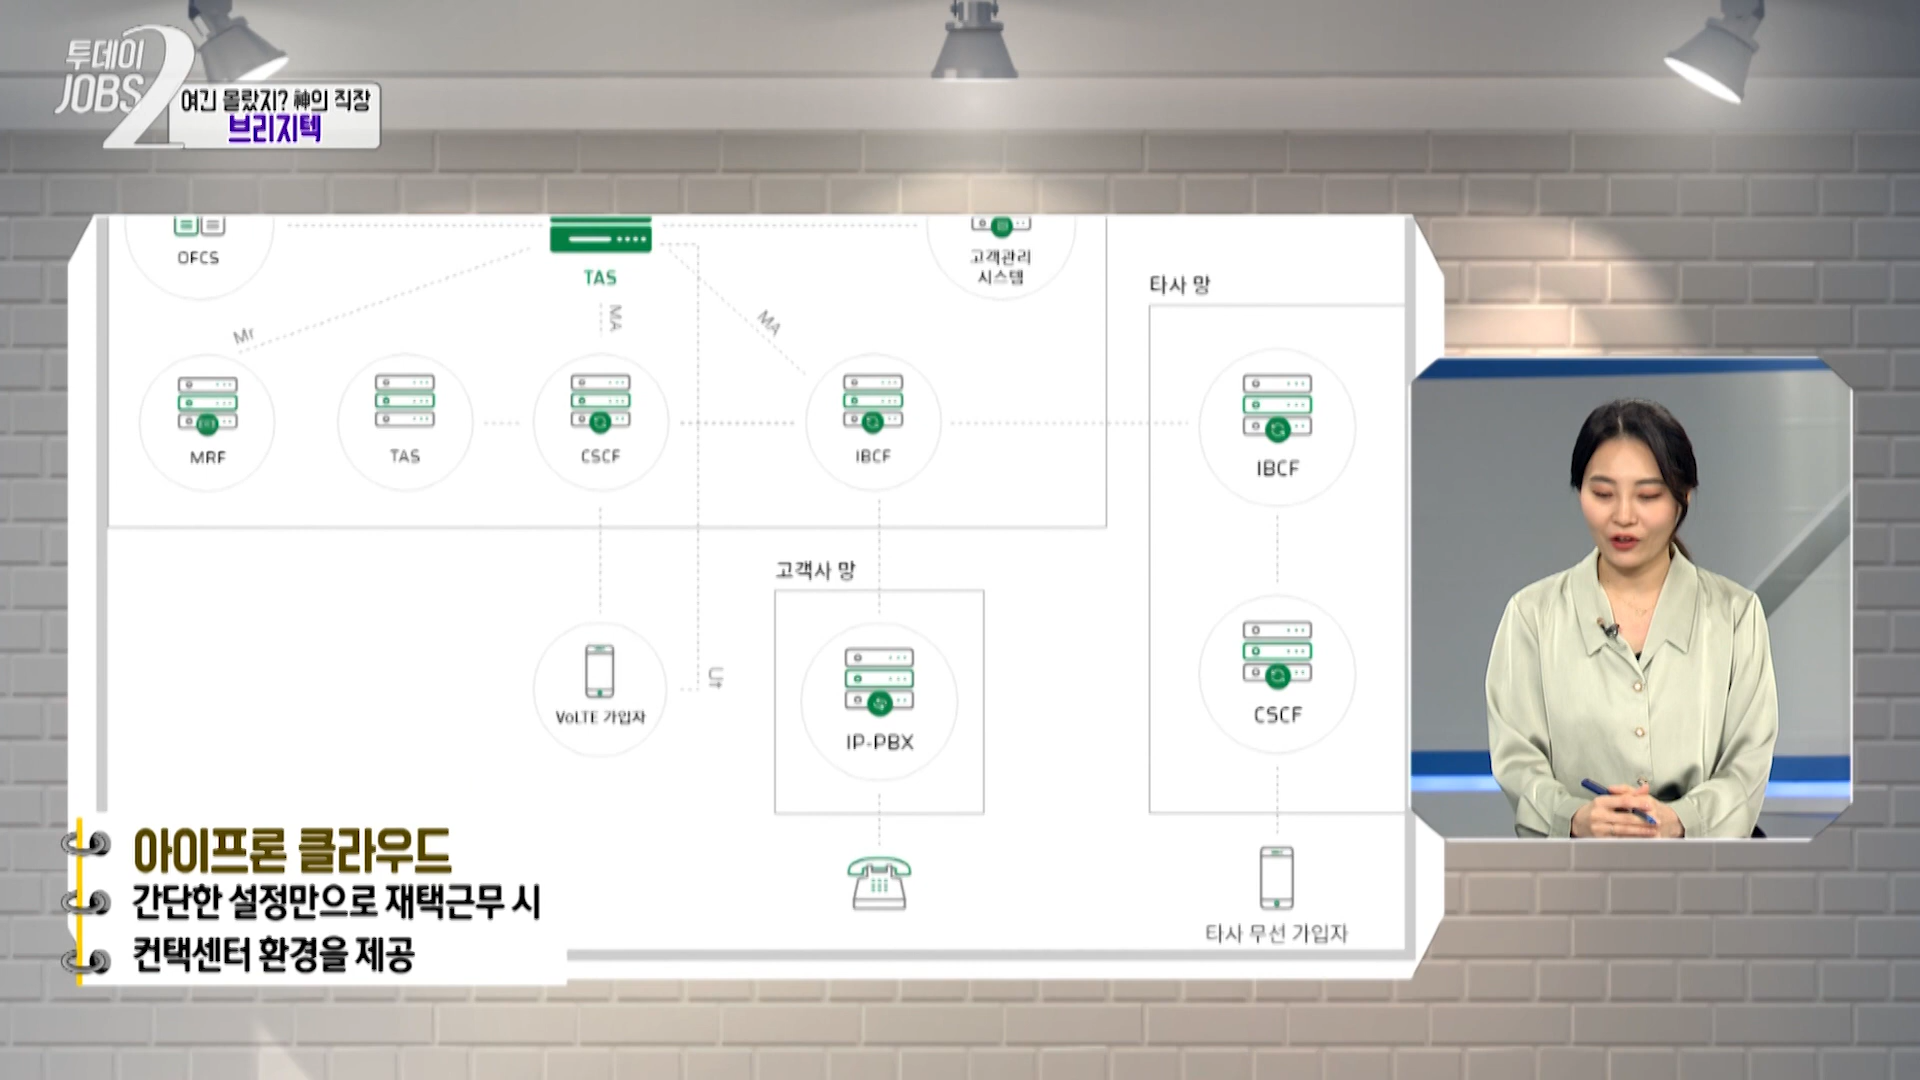 투데이
JOBS 2
여긴 몰랐지? 神의 직장
브리지텍
OFCS
TAS
고객관리
시스템
타사 망
Mr
MA
MA
MRF
TAS
CSCF
IBCF
IBCF
고객사 망
VoLTE 가입자
Ut
IP-PBX
CSCF
타사 무선 가입자
아이프론 클라우드
간단한 설정만으로 재택근무 시
컨택센터 환경을 제공